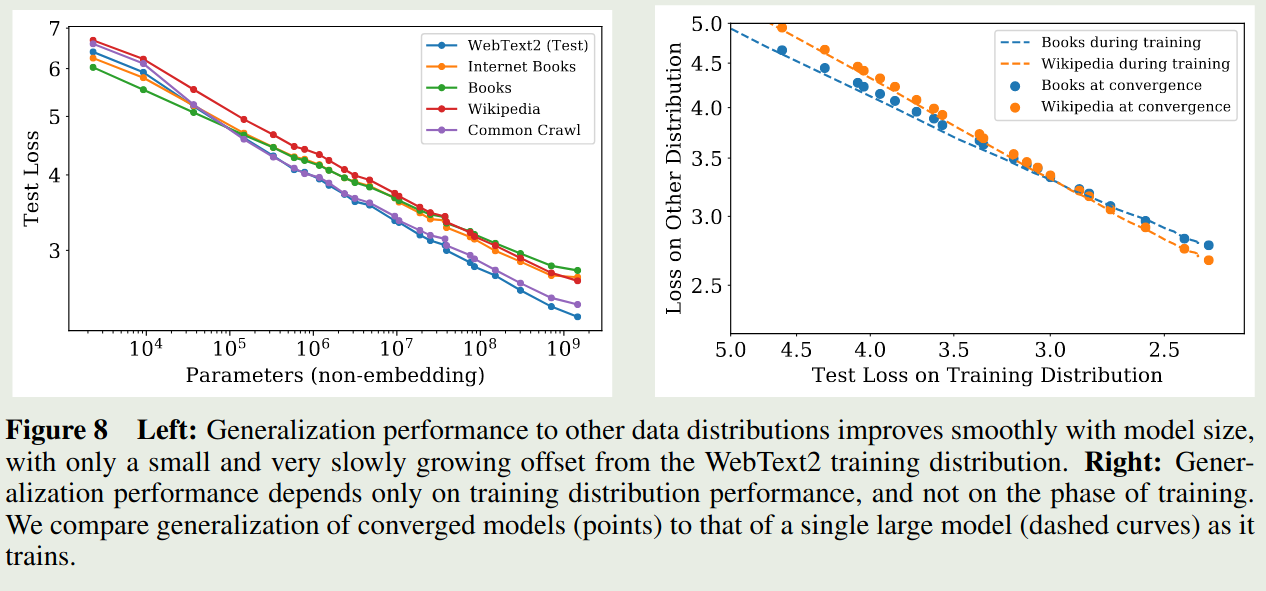 7
6
5
4
3
Test Loss
10^4 10^5 10^6 10^7 10^8 10^9
Parameters (non-embedding)
WebText2 (Test)
Internet Books
Books
Wikipedia
Common Crawl
5.0
4.5
4.0
3.5
3.0
2.5
Loss on Other Distribution
5.0 4.5 4.0 3.5 3.0 2.5
Test Loss on Training Distribution
Books during training
Wikipedia during training
Books at convergence
Wikipedia at convergence
Figure 8 Left: Generalization performance to other data distributions improves smoothly with model size,
with only a small and very slowly growing offset from the WebText2 training distribution. Right: Gener-
alization performance depends only on training distribution performance, and not on the phase of training.
We compare generalization of converged models (points) to that of a single large model (dashed curves) as it
trains.